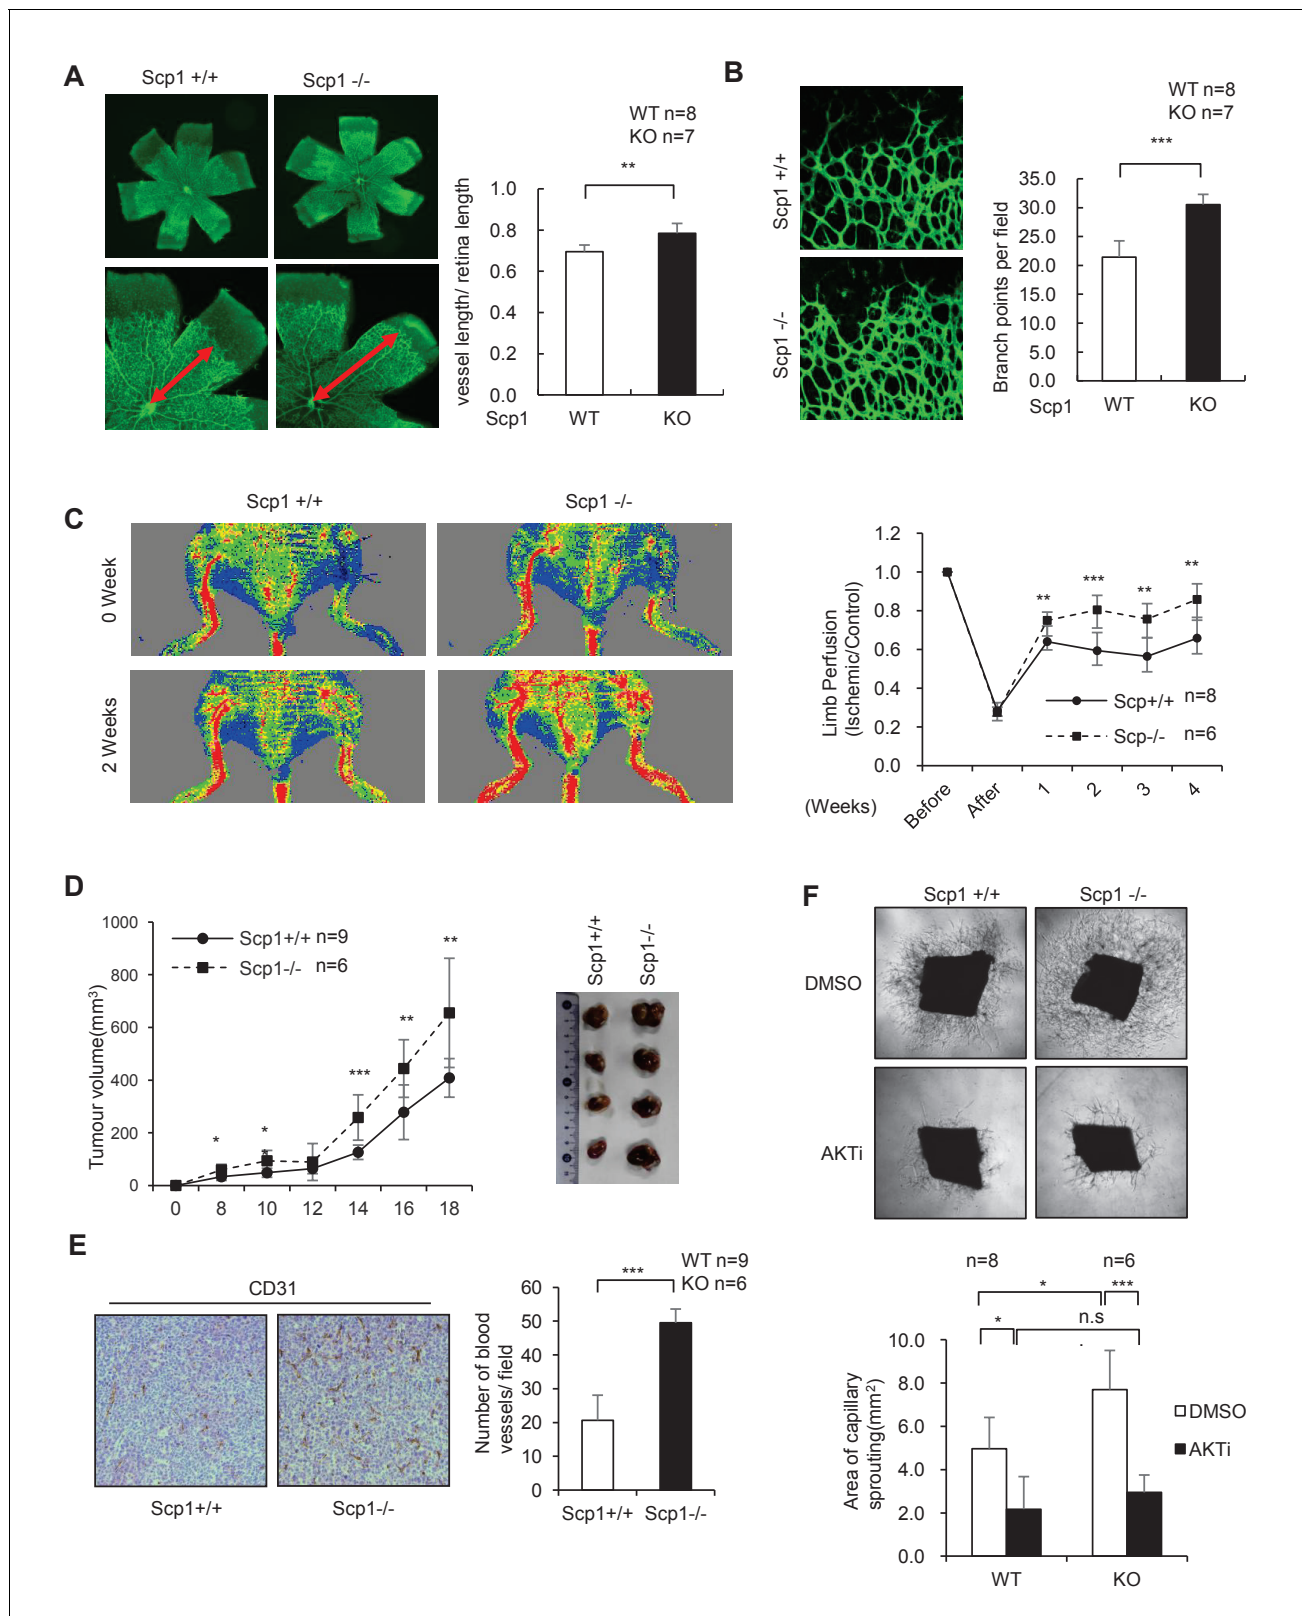 A
Scp1 +/+
Scp1 -/-
WT n=8
KO n=7
**
vessel length/ retina length
1.0
0.8
0.6
0.4
0.2
0.0
Scp1
WT
KO
B
Scp1 +/+
Scp1 -/-
WT n=8
KO n=7
***
Branch points per field
35.0
30.0
25.0
20.0
15.0
10.0
5.0
0.0
Scp1
WT
KO
C
Scp1 +/+
Scp1 -/-
0 Week
2 Weeks
Limb Perfusion
(Ischemic/Control)
1.2
1.0
0.8
0.6
0.4
0.2
0.0
**
***
**
**
Scp+/+ n=8
Scp-/- n=6
(Weeks)
Before
After
1
2
3
4
D
Tumour volume(mm³)
1000
800
600
400
200
0
Scp1+/+ n=9
Scp1-/- n=6
*
*
*
***
**
**
0
8
10
12
14
16
18
Scp1+/+
Scp1-/-
E
CD31
Scp1+/+
Scp1-/-
WT n=9
KO n=6
***
Number of blood
vessels/ field
60
50
40
30
20
10
0
Scp1+/+
Scp1-/-
F
Scp1 +/+
Scp1 -/-
DMSO
AKTi
n=8
n=6
*
***
*
n.s
Area of capillary
sprouting(mm²)
10.0
8.0
6.0
4.0
2.0
0.0
DMSO
AKTi
WT
KO